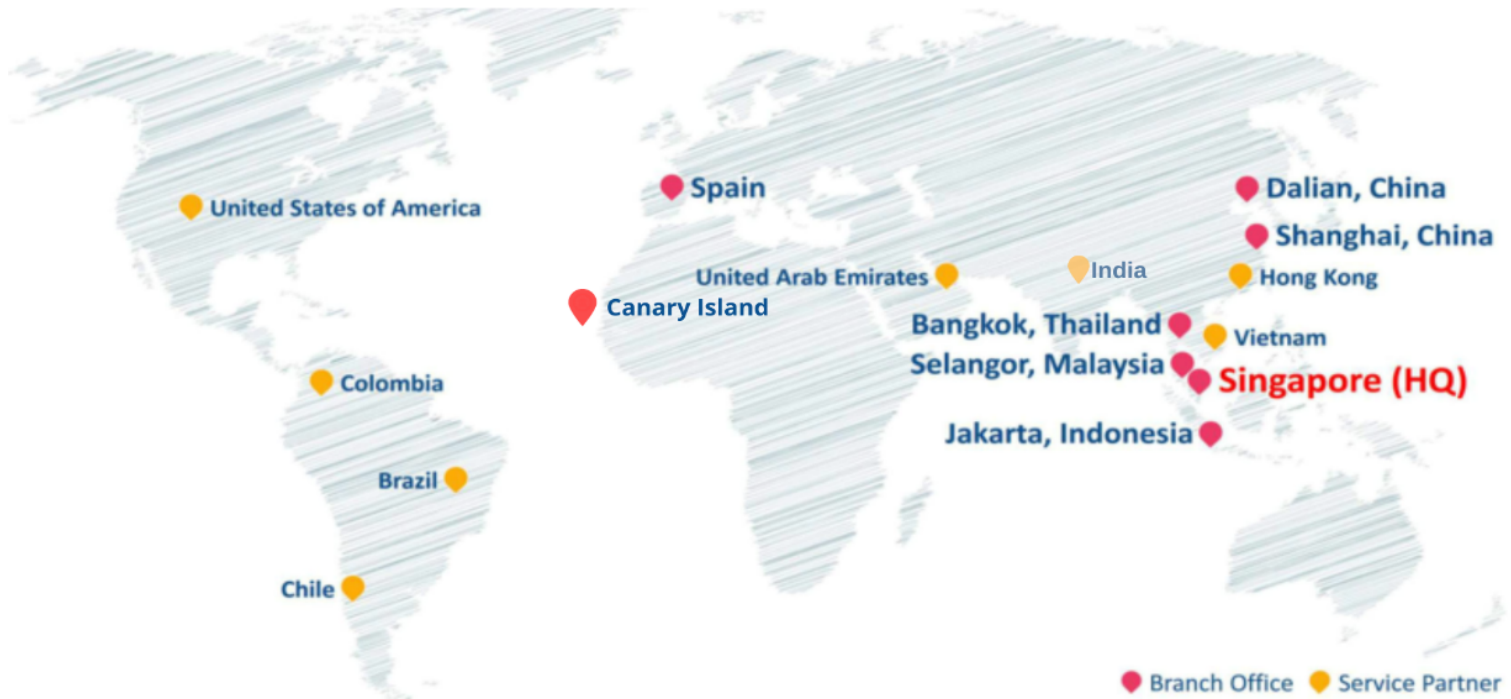 Spain
Dalian, China
United States of America
Shanghai, China
India
United Arab Emirates
Hong Kong
Canary Island
Bangkok, Thailand
Vietnam
Selangor, Malaysia
Singapore (HQ)
Colombia
Jakarta, Indonesia
Brazil
Chile
Branch Office
Service Partner